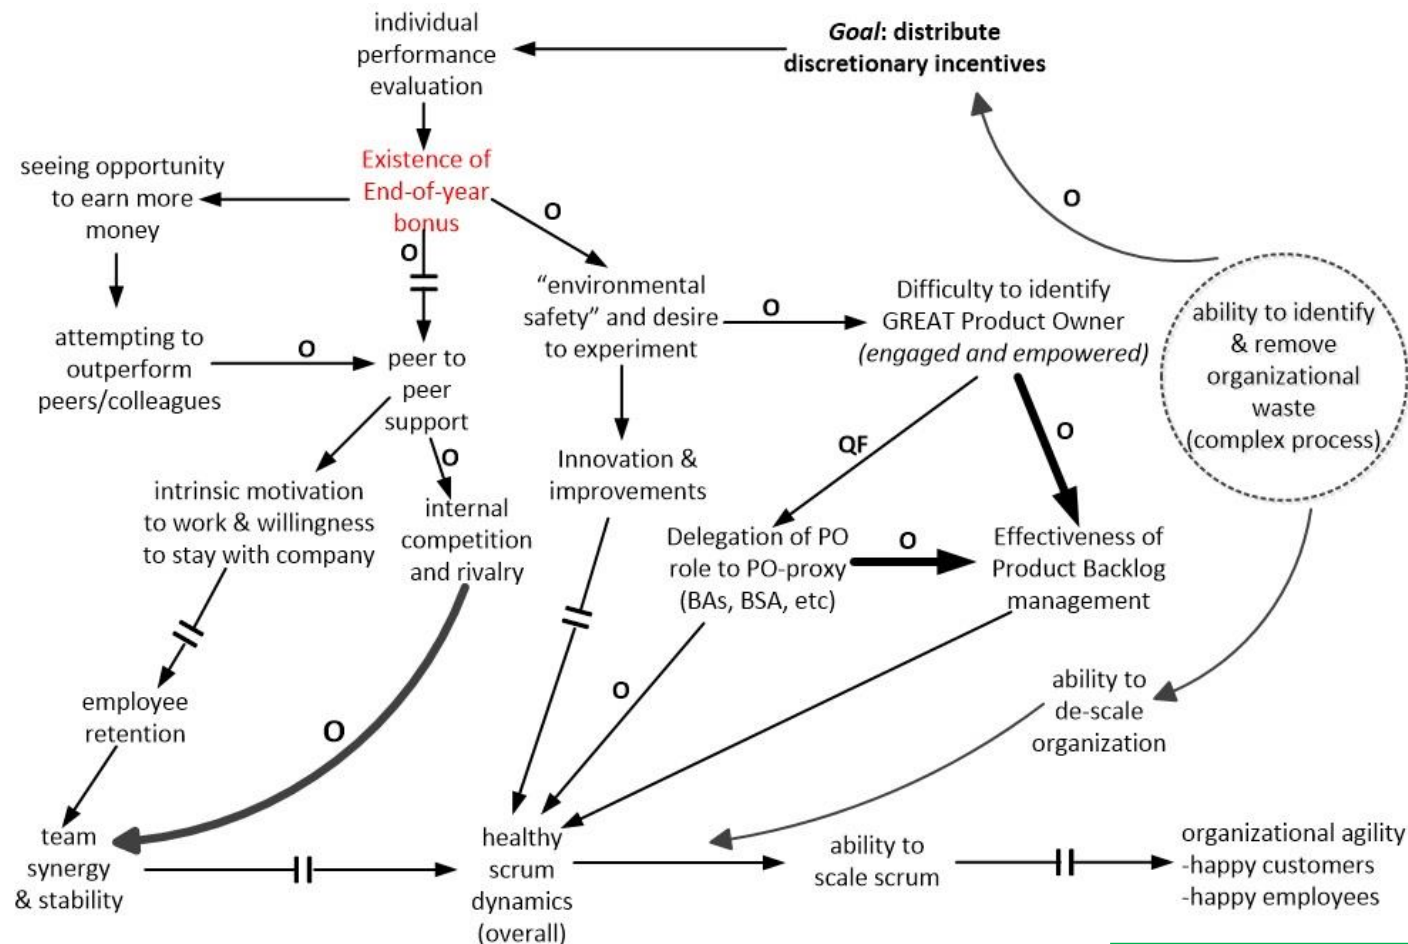 individual
performance
evaluation
Goal: distribute
discretionary incentives
seeing opportunity
to earn more
money
Existence of
End-of-year
bonus
O
O
O
"environmental
safety" and desire
to experiment
O
Difficulty to identify
GREAT Product Owner
(engaged and empowered)
ability to identify
& remove
organizational
waste
(complex process)
attempting to
outperform
peers/colleagues
O
peer to
peer
support
O
QF
O
Innovation &
improvements
intrinsic motivation
to work & willingness
to stay with company
internal
competition
and rivalry
Delegation of PO
role to PO-proxy
(BAs, BSA, etc)
O
Effectiveness of
Product Backlog
management
employee
retention
O
O
ability to
de-scale
organization
team
synergy
& stability
healthy
scrum
dynamics
(overall)
ability to
scale scrum
organizational agility
-happy customers
-happy employees